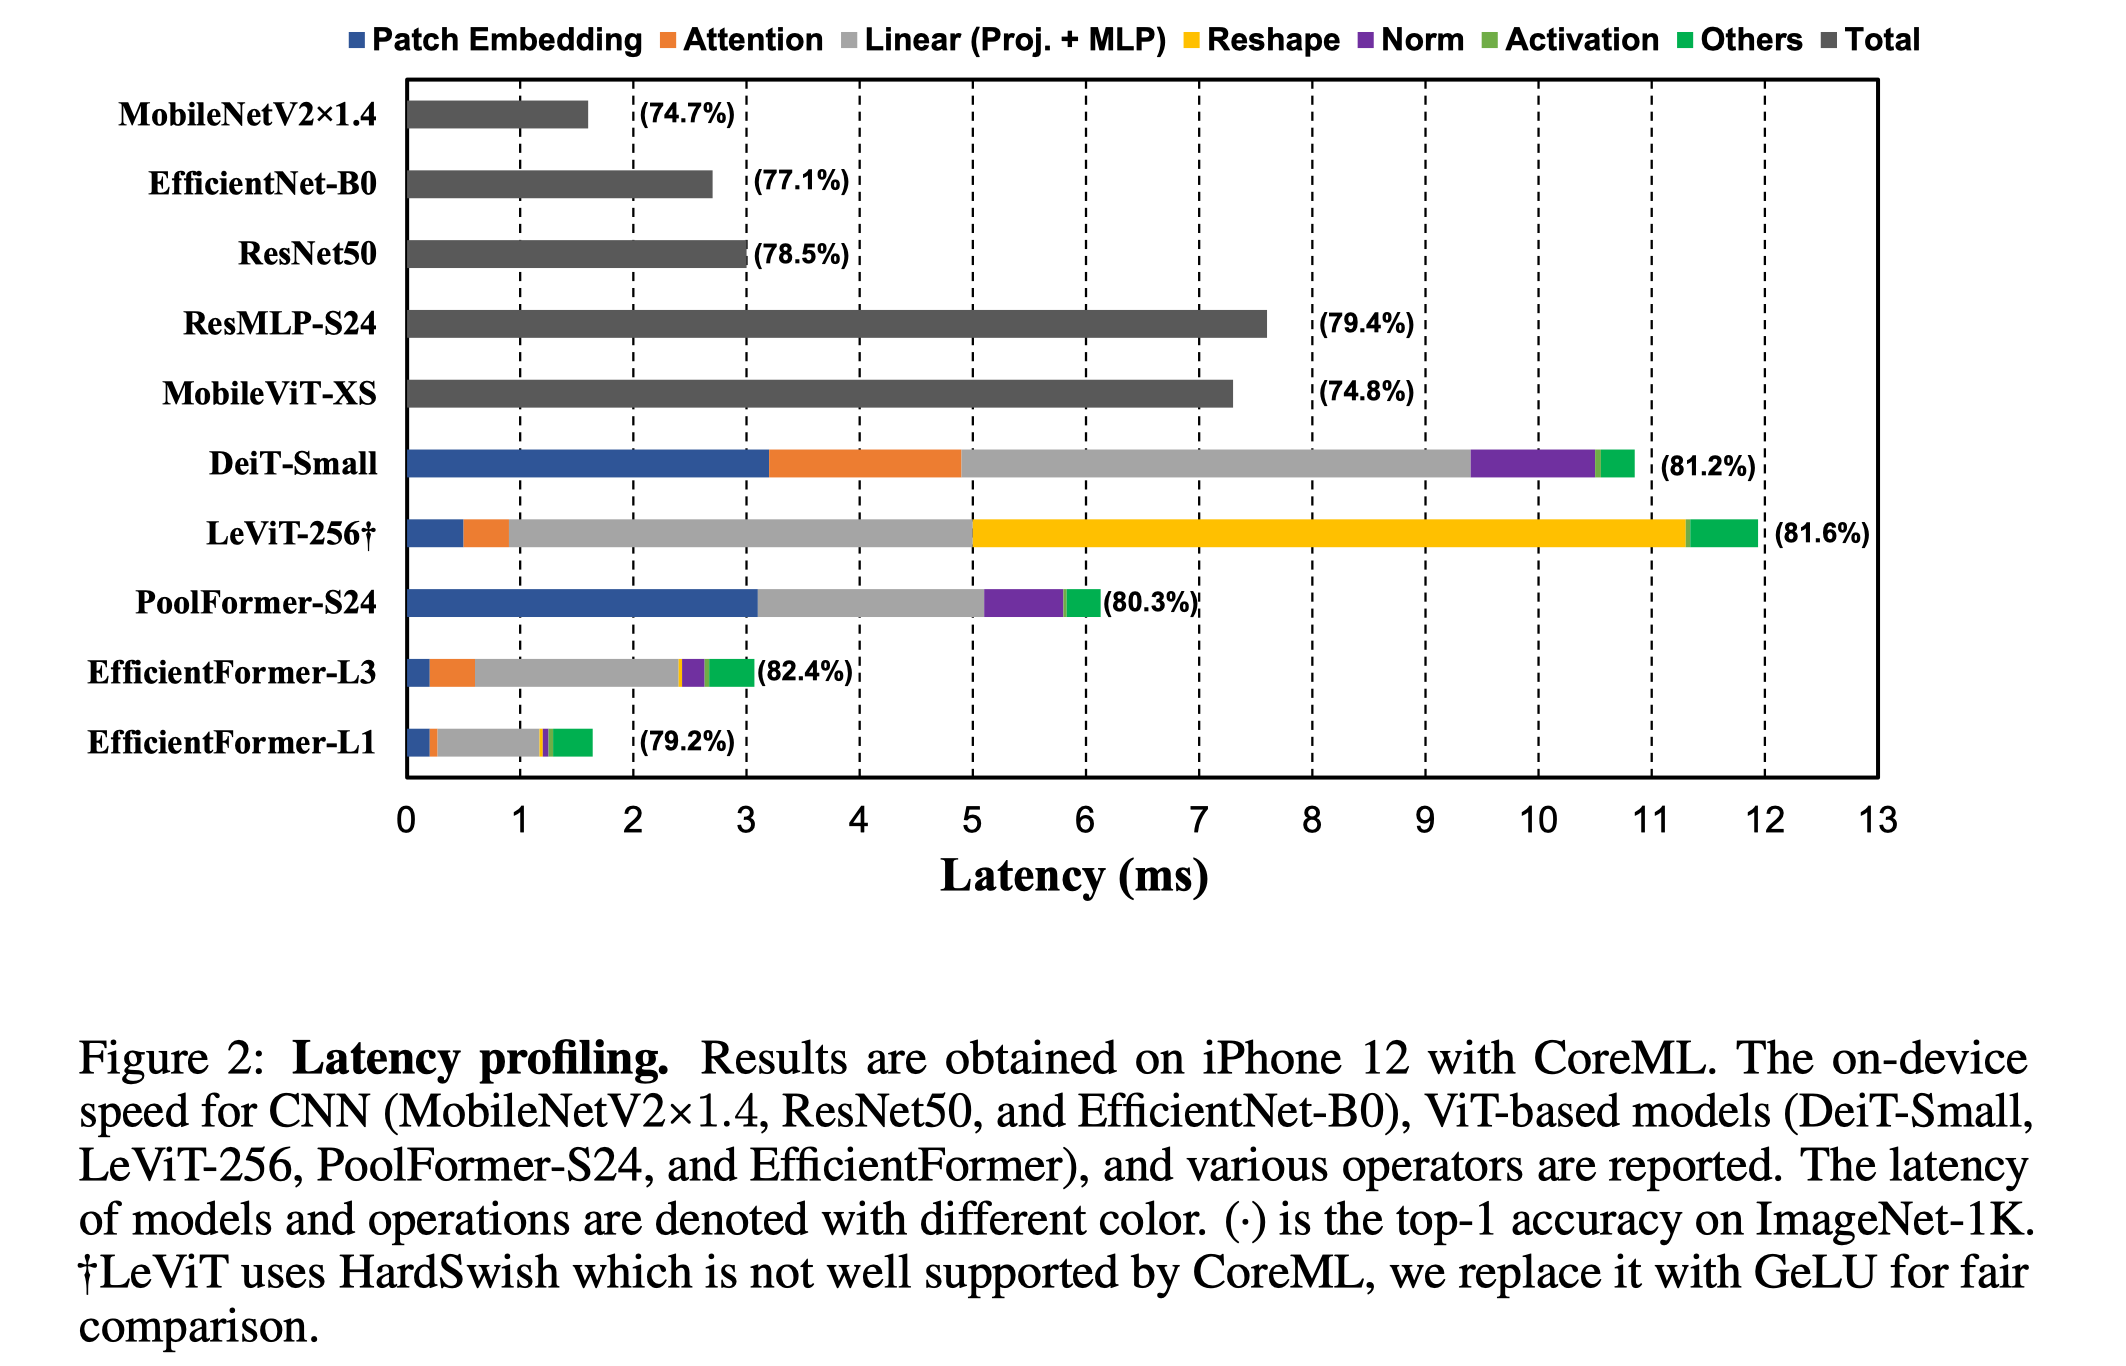 Patch Embedding Attention Linear (Proj. + MLP) Reshape Norm Activation Others Total
MobileNetV2×1.4 (74.7%)
EfficientNet-B0 (77.1%)
ResNet50 (78.5%)
ResMLP-S24 (79.4%)
MobileViT-XS (74.8%)
DeiT-Small (81.2%)
LeViT-256† (81.6%)
PoolFormer-S24 (80.3%)
EfficientFormer-L3 (82.4%)
EfficientFormer-L1 (79.2%)
0 1 2 3 4 5 6 7 8 9 10 11 12 13
Latency (ms)
Figure 2: Latency profiling. Results are obtained on iPhone 12 with CoreML. The on-device
speed for CNN (MobileNetV2×1.4, ResNet50, and EfficientNet-B0), ViT-based models (DeiT-Small,
LeViT-256, PoolFormer-S24, and EfficientFormer), and various operators are reported. The latency
of models and operations are denoted with different color. (·) is the top-1 accuracy on ImageNet-1K.
†LeViT uses HardSwish which is not well supported by CoreML, we replace it with GeLU for fair
comparison.